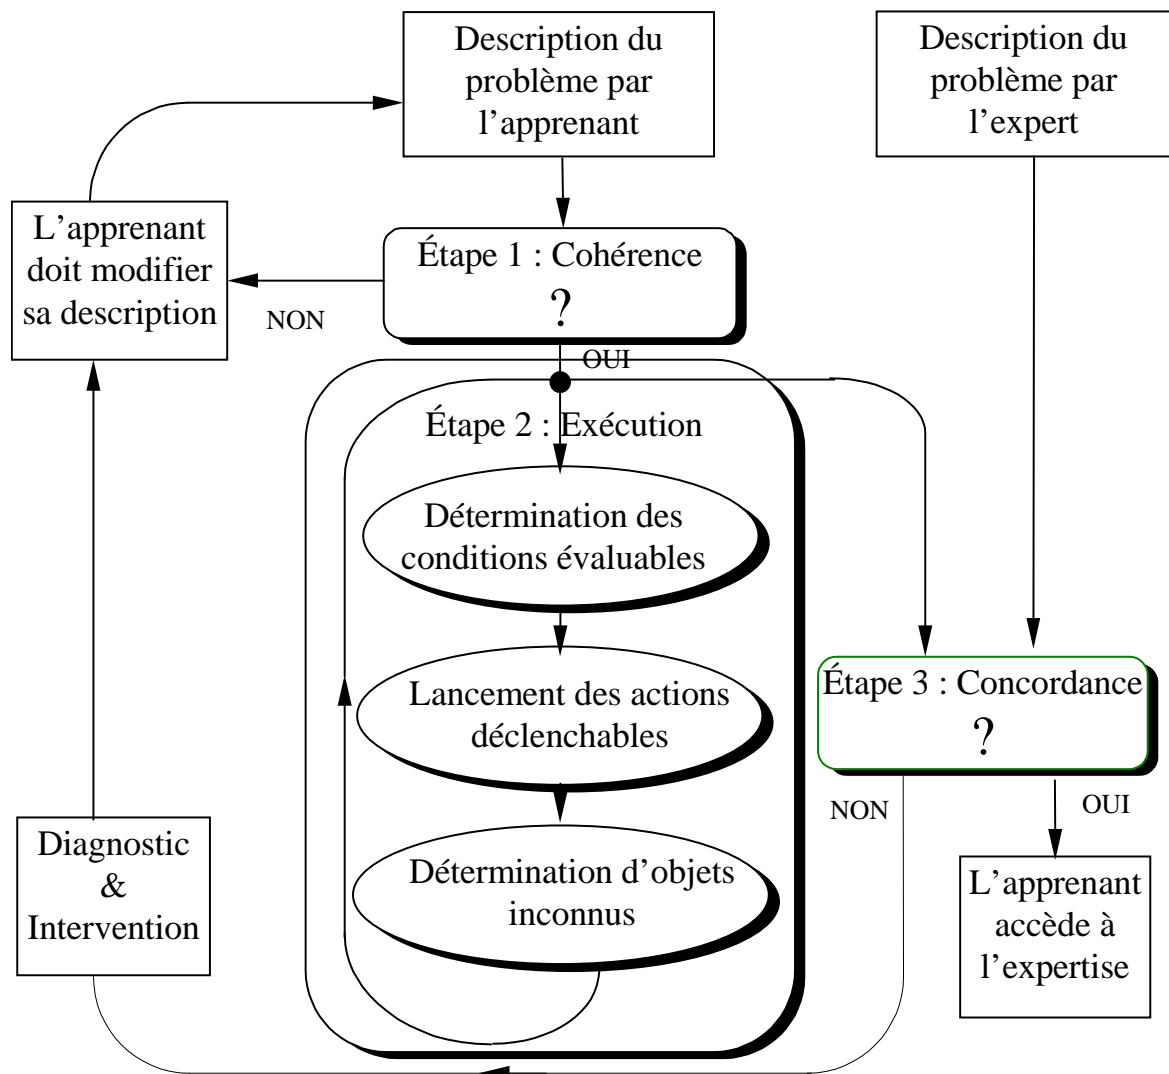 Description du
problème par
l’apprenant
Description du
problème par
l’expert
L’apprenant
doit modifier
sa description
Étape 1 : Cohérence
?
NON
OUI
Étape 2 : Exécution
Détermination des
conditions évaluables
Lancement des actions
déclenchables
Détermination d’objets
inconnus
Étape 3 : Concordance
?
NON
OUI
Diagnostic
&
Intervention
L’apprenant
accède à
l’expertise